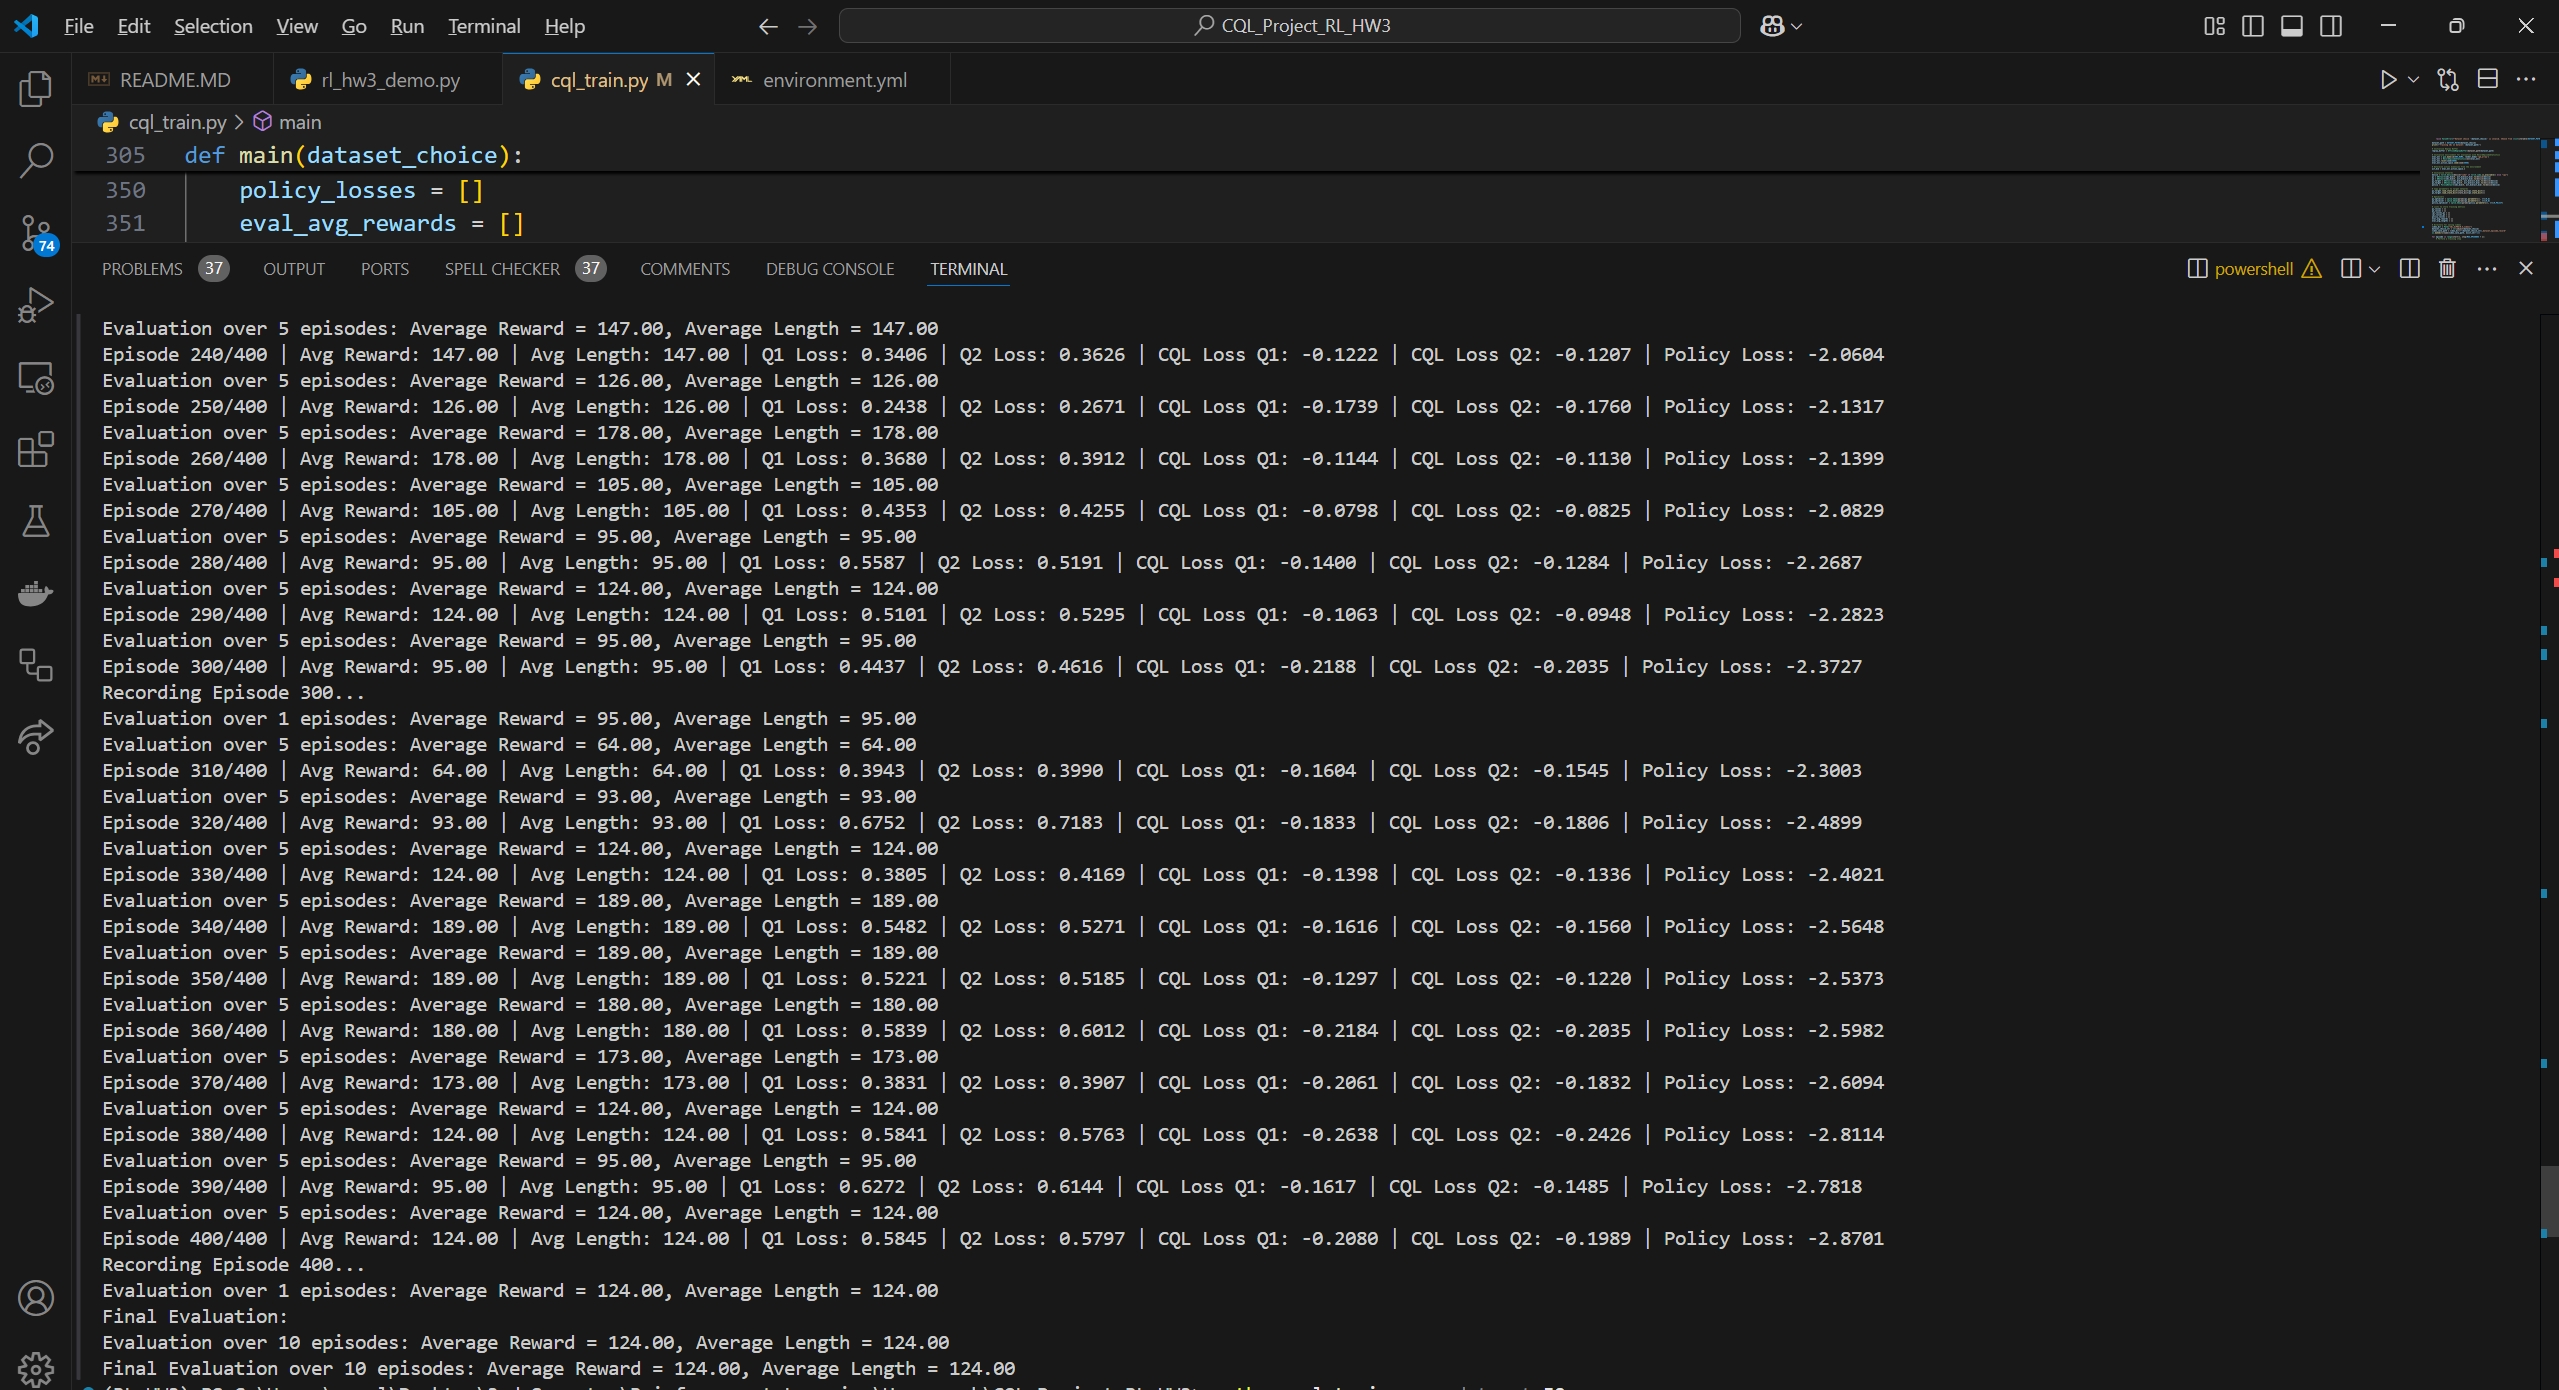 File Edit Selection View Go Run Terminal Help CQL_Project_RL_HW3
README.MD rl_hw3_demo.py cql_train.py M environment.yml
cql_train.py > main
305 def main(dataset_choice):
350 policy_losses = []
351 eval_avg_rewards = []
74
PROBLEMS 37 OUTPUT PORTS SPELL CHECKER 37 COMMENTS DEBUG CONSOLE TERMINAL powershell
Evaluation over 5 episodes: Average Reward = 147.00, Average Length = 147.00
Episode 240/400 | Avg Reward: 147.00 | Avg Length: 147.00 | Q1 Loss: 0.3406 | Q2 Loss: 0.3626 | CQL Loss Q1: -0.1222 | CQL Loss Q2: -0.1207 | Policy Loss: -2.0604
Evaluation over 5 episodes: Average Reward = 126.00, Average Length = 126.00
Episode 250/400 | Avg Reward: 126.00 | Avg Length: 126.00 | Q1 Loss: 0.2438 | Q2 Loss: 0.2671 | CQL Loss Q1: -0.1739 | CQL Loss Q2: -0.1760 | Policy Loss: -2.1317
Evaluation over 5 episodes: Average Reward = 178.00, Average Length = 178.00
Episode 260/400 | Avg Reward: 178.00 | Avg Length: 178.00 | Q1 Loss: 0.3680 | Q2 Loss: 0.3912 | CQL Loss Q1: -0.1144 | CQL Loss Q2: -0.1130 | Policy Loss: -2.1399
Evaluation over 5 episodes: Average Reward = 105.00, Average Length = 105.00
Episode 270/400 | Avg Reward: 105.00 | Avg Length: 105.00 | Q1 Loss: 0.4353 | Q2 Loss: 0.4255 | CQL Loss Q1: -0.0798 | CQL Loss Q2: -0.0825 | Policy Loss: -2.0829
Evaluation over 5 episodes: Average Reward = 95.00, Average Length = 95.00
Episode 280/400 | Avg Reward: 95.00 | Avg Length: 95.00 | Q1 Loss: 0.5587 | Q2 Loss: 0.5191 | CQL Loss Q1: -0.1400 | CQL Loss Q2: -0.1284 | Policy Loss: -2.2687
Evaluation over 5 episodes: Average Reward = 124.00, Average Length = 124.00
Episode 290/400 | Avg Reward: 124.00 | Avg Length: 124.00 | Q1 Loss: 0.5101 | Q2 Loss: 0.5295 | CQL Loss Q1: -0.1063 | CQL Loss Q2: -0.0948 | Policy Loss: -2.2823
Evaluation over 5 episodes: Average Reward = 95.00, Average Length = 95.00
Episode 300/400 | Avg Reward: 95.00 | Avg Length: 95.00 | Q1 Loss: 0.4437 | Q2 Loss: 0.4616 | CQL Loss Q1: -0.2188 | CQL Loss Q2: -0.2035 | Policy Loss: -2.3727
Recording Episode 300...
Evaluation over 1 episodes: Average Reward = 95.00, Average Length = 95.00
Evaluation over 5 episodes: Average Reward = 64.00, Average Length = 64.00
Episode 310/400 | Avg Reward: 64.00 | Avg Length: 64.00 | Q1 Loss: 0.3943 | Q2 Loss: 0.3990 | CQL Loss Q1: -0.1604 | CQL Loss Q2: -0.1545 | Policy Loss: -2.3003
Evaluation over 5 episodes: Average Reward = 93.00, Average Length = 93.00
Episode 320/400 | Avg Reward: 93.00 | Avg Length: 93.00 | Q1 Loss: 0.6752 | Q2 Loss: 0.7183 | CQL Loss Q1: -0.1833 | CQL Loss Q2: -0.1806 | Policy Loss: -2.4899
Evaluation over 5 episodes: Average Reward = 124.00, Average Length = 124.00
Episode 330/400 | Avg Reward: 124.00 | Avg Length: 124.00 | Q1 Loss: 0.3805 | Q2 Loss: 0.4169 | CQL Loss Q1: -0.1398 | CQL Loss Q2: -0.1336 | Policy Loss: -2.4021
Evaluation over 5 episodes: Average Reward = 189.00, Average Length = 189.00
Episode 340/400 | Avg Reward: 189.00 | Avg Length: 189.00 | Q1 Loss: 0.5482 | Q2 Loss: 0.5271 | CQL Loss Q1: -0.1616 | CQL Loss Q2: -0.1560 | Policy Loss: -2.5648
Evaluation over 5 episodes: Average Reward = 189.00, Average Length = 189.00
Episode 350/400 | Avg Reward: 189.00 | Avg Length: 189.00 | Q1 Loss: 0.5221 | Q2 Loss: 0.5185 | CQL Loss Q1: -0.1297 | CQL Loss Q2: -0.1220 | Policy Loss: -2.5373
Evaluation over 5 episodes: Average Reward = 180.00, Average Length = 180.00
Episode 360/400 | Avg Reward: 180.00 | Avg Length: 180.00 | Q1 Loss: 0.5839 | Q2 Loss: 0.6012 | CQL Loss Q1: -0.2184 | CQL Loss Q2: -0.2035 | Policy Loss: -2.5982
Evaluation over 5 episodes: Average Reward = 173.00, Average Length = 173.00
Episode 370/400 | Avg Reward: 173.00 | Avg Length: 173.00 | Q1 Loss: 0.3831 | Q2 Loss: 0.3907 | CQL Loss Q1: -0.2061 | CQL Loss Q2: -0.1832 | Policy Loss: -2.6094
Evaluation over 5 episodes: Average Reward = 124.00, Average Length = 124.00
Episode 380/400 | Avg Reward: 124.00 | Avg Length: 124.00 | Q1 Loss: 0.5841 | Q2 Loss: 0.5763 | CQL Loss Q1: -0.2638 | CQL Loss Q2: -0.2426 | Policy Loss: -2.8114
Evaluation over 5 episodes: Average Reward = 95.00, Average Length = 95.00
Episode 390/400 | Avg Reward: 95.00 | Avg Length: 95.00 | Q1 Loss: 0.6272 | Q2 Loss: 0.6144 | CQL Loss Q1: -0.1617 | CQL Loss Q2: -0.1485 | Policy Loss: -2.7818
Evaluation over 5 episodes: Average Reward = 124.00, Average Length = 124.00
Episode 400/400 | Avg Reward: 124.00 | Avg Length: 124.00 | Q1 Loss: 0.5845 | Q2 Loss: 0.5797 | CQL Loss Q1: -0.2080 | CQL Loss Q2: -0.1989 | Policy Loss: -2.8701
Recording Episode 400...
Evaluation over 1 episodes: Average Reward = 124.00, Average Length = 124.00
Final Evaluation:
Evaluation over 10 episodes: Average Reward = 124.00, Average Length = 124.00
Final Evaluation over 10 episodes: Average Reward = 124.00, Average Length = 124.00